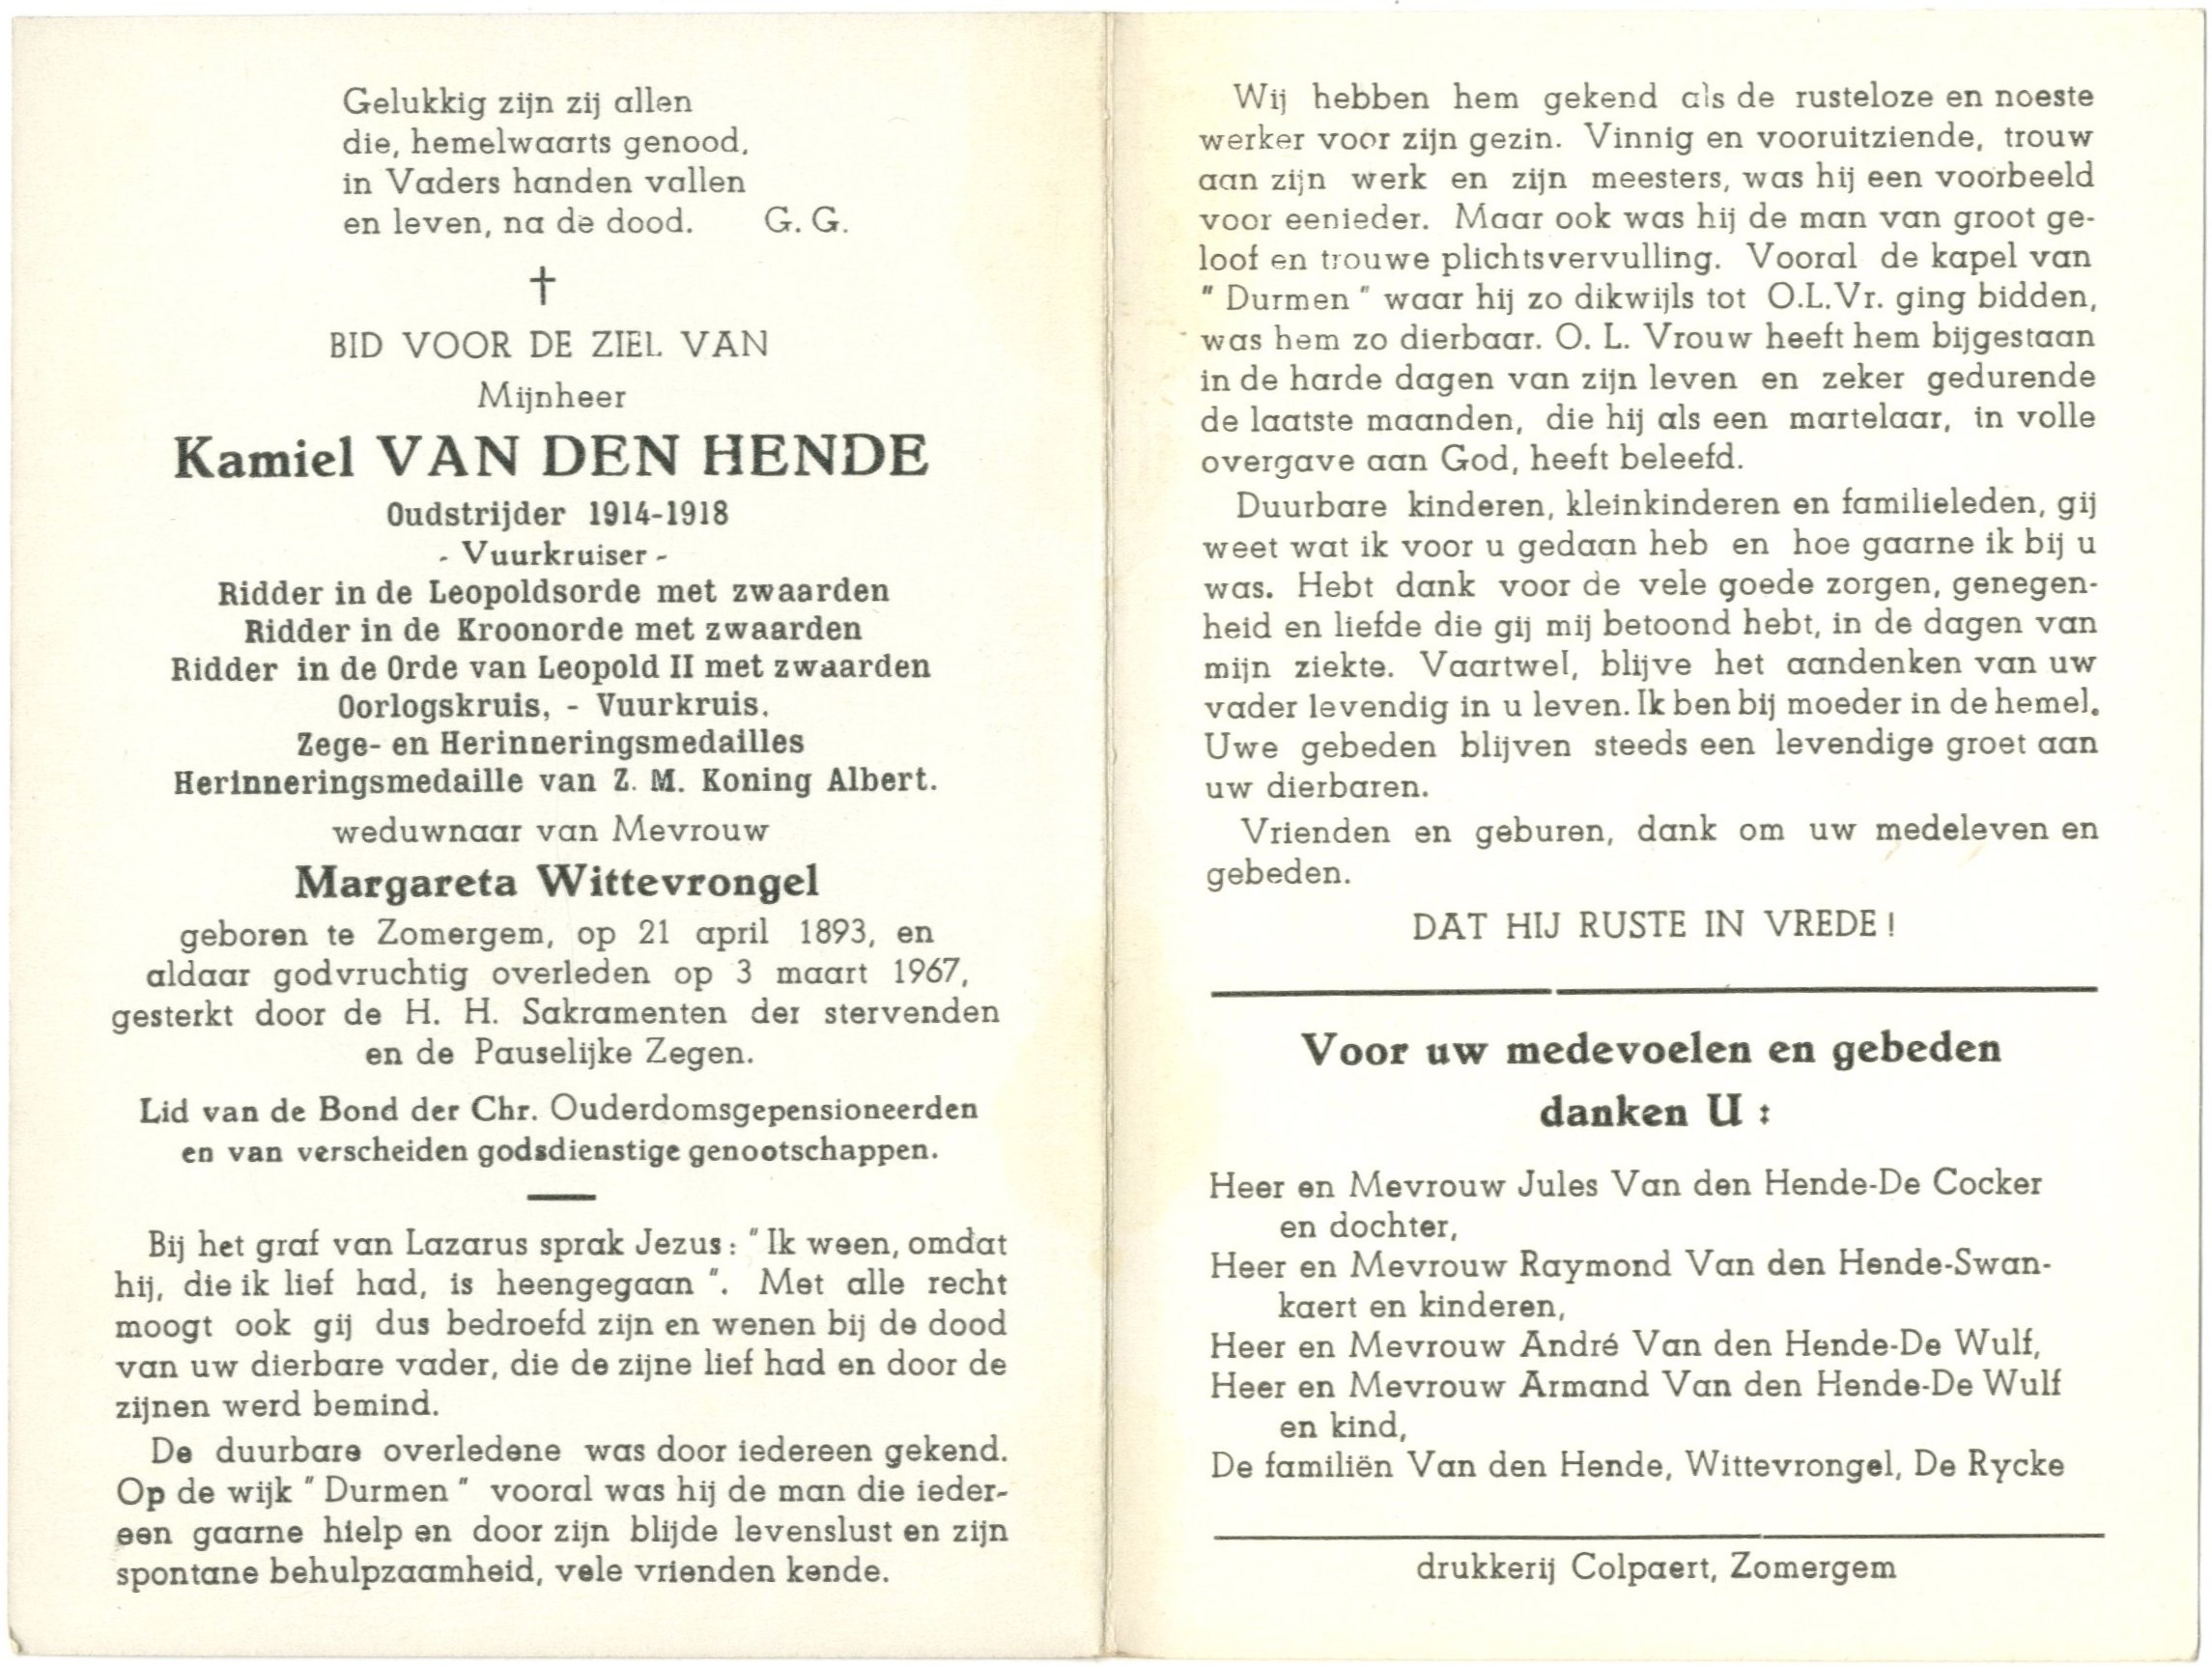 Gelukkig zijn zij allen
die, hemelwaarts genood,
in Vaders handen vallen
en leven, na de dood. G. G.
†
BID VOOR DE ZIEL VAN
Mijnheer
Kamiel VAN DEN HENDE
Oudstrijder 1914-1918
- Vuurkruiser -
Ridder in de Leopoldsorde met zwaarden
Ridder in de Kroonorde met zwaarden
Ridder in de Orde van Leopold II met zwaarden
Oorlogskruis, - Vuurkruis.
Zege- en Herinneringsmedailles
Herinneringsmedaille van Z. M. Koning Albert.
weduwnaar van Mevrouw
Margareta Wittevrongel
geboren te Zomergem, op 21 april 1893, en
aldaar godvruchtig overleden op 3 maart 1967,
gesterkt door de H. H. Sakramenten der stervenden
en de Pauselijke Zegen.
Lid van de Bond der Chr. Ouderdomsgepensioneerden
en van verscheiden godsdienstige genootschappen.
Bij het graf van Lazarus sprak Jezus : " Ik ween, omdat
hij, die ik lief had, is heengegaan ". Met alle recht
moogt ook gij dus bedroefd zijn en wenen bij de dood
van uw dierbare vader, die de zijne lief had en door de
zijnen werd bemind.
De duurbare overledene was door iedereen gekend.
Op de wijk " Durmen " vooral was hij de man die ieder-
een gaarne hielp en door zijn blijde levenslust en zijn
spontane behulpzaamheid, vele vrienden kende.
Wij hebben hem gekend als de rusteloze en noeste
werker voor zijn gezin. Vinnig en vooruitziende, trouw
aan zijn werk en zijn meesters, was hij een voorbeeld
voor eenieder. Maar ook was hij de man van groot ge-
loof en trouwe plichtsvervulling. Vooral de kapel van
" Durmen " waar hij zo dikwijls tot O.L.Vr. ging bidden,
was hem zo dierbaar. O. L. Vrouw heeft hem bijgestaan
in de harde dagen van zijn leven en zeker gedurende
de laatste maanden, die hij als een martelaar, in volle
overgave aan God, heeft beleefd.
Duurbare kinderen, kleinkinderen en familieleden, gij
weet wat ik voor u gedaan heb en hoe gaarne ik bij u
was. Hebt dank voor de vele goede zorgen, genegen-
heid en liefde die gij mij betoond hebt, in de dagen van
mijn ziekte. Vaartwel, blijve het aandenken van uw
vader levendig in u leven. Ik ben bij moeder in de hemel.
Uwe gebeden blijven steeds een levendige groet aan
uw dierbaren.
Vrienden en geburen, dank om uw medeleven en
gebeden.
DAT HIJ RUSTE IN VREDE !
Voor uw medevoelen en gebeden
danken U :
Heer en Mevrouw Jules Van den Hende-De Cocker
en dochter,
Heer en Mevrouw Raymond Van den Hende-Swan-
kaert en kinderen,
Heer en Mevrouw André Van den Hende-De Wulf,
Heer en Mevrouw Armand Van den Hende-De Wulf
en kind,
De familiën Van den Hende, Wittevrongel, De Rycke
drukkerij Colpaert, Zomergem